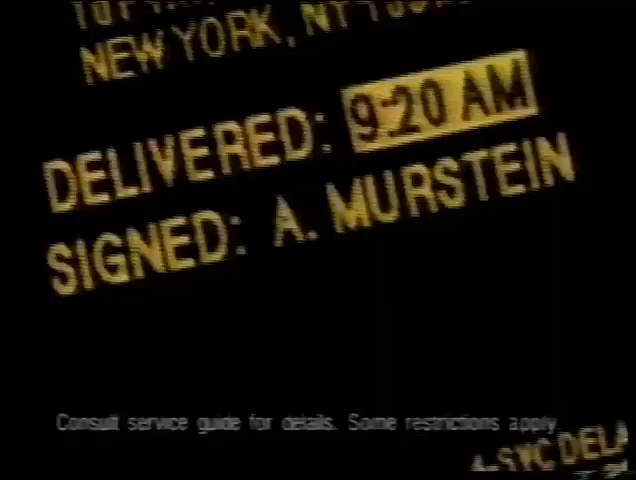 NEW YORK, NY
DELIVERED: 9:20 AM
SIGNED: A. MURSTEIN
Consult service guide for details. Some restrictions apply